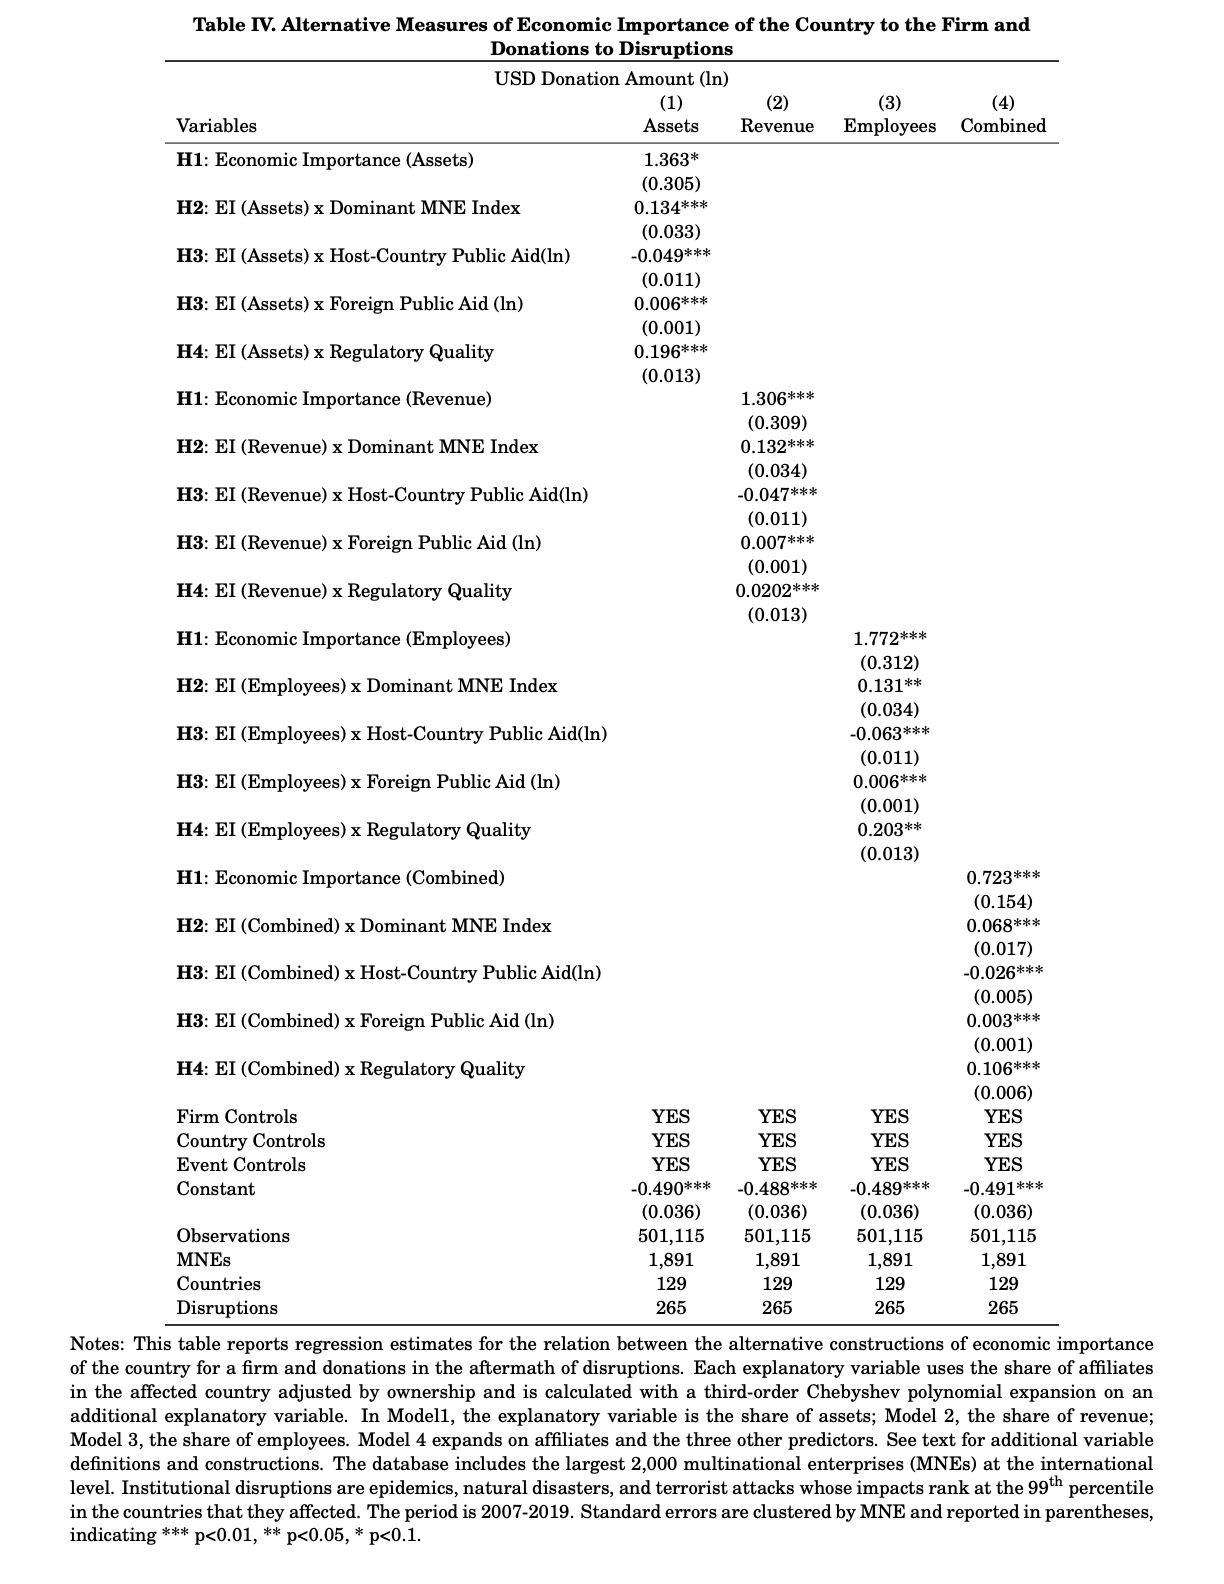 Table IV. Alternative Measures of Economic Importance of the Country to the Firm and
Donations to Disruptions
USD Donation Amount (ln)
(1) (2) (3) (4)
Variables Assets Revenue Employees Combined
H1: Economic Importance (Assets) 1.363*
(0.305)
H2: EI (Assets) x Dominant MNE Index 0.134***
(0.033)
H3: EI (Assets) x Host-Country Public Aid(ln) -0.049***
(0.011)
H3: EI (Assets) x Foreign Public Aid (ln) 0.006***
(0.001)
H4: EI (Assets) x Regulatory Quality 0.196***
(0.013)
H1: Economic Importance (Revenue) 1.306***
(0.309)
H2: EI (Revenue) x Dominant MNE Index 0.132***
(0.034)
H3: EI (Revenue) x Host-Country Public Aid(ln) -0.047***
(0.011)
H3: EI (Revenue) x Foreign Public Aid (ln) 0.007***
(0.001)
H4: EI (Revenue) x Regulatory Quality 0.0202***
(0.013)
H1: Economic Importance (Employees) 1.772***
(0.312)
H2: EI (Employees) x Dominant MNE Index 0.131**
(0.034)
H3: EI (Employees) x Host-Country Public Aid(ln) -0.063***
(0.011)
H3: EI (Employees) x Foreign Public Aid (ln) 0.006***
(0.001)
H4: EI (Employees) x Regulatory Quality 0.203**
(0.013)
H1: Economic Importance (Combined) 0.723***
(0.154)
H2: EI (Combined) x Dominant MNE Index 0.068***
(0.017)
H3: EI (Combined) x Host-Country Public Aid(ln) -0.026***
(0.005)
H3: EI (Combined) x Foreign Public Aid (ln) 0.003***
(0.001)
H4: EI (Combined) x Regulatory Quality 0.106***
(0.006)
Firm Controls YES YES YES YES
Country Controls YES YES YES YES
Event Controls YES YES YES YES
Constant -0.490*** -0.488*** -0.489*** -0.491***
(0.036) (0.036) (0.036) (0.036)
Observations 501,115 501,115 501,115 501,115
MNEs 1,891 1,891 1,891 1,891
Countries 129 129 129 129
Disruptions 265 265 265 265
Notes: This table reports regression estimates for the relation between the alternative constructions of economic importance
of the country for a firm and donations in the aftermath of disruptions. Each explanatory variable uses the share of affiliates
in the affected country adjusted by ownership and is calculated with a third-order Chebyshev polynomial expansion on an
additional explanatory variable. In Model1, the explanatory variable is the share of assets; Model 2, the share of revenue;
Model 3, the share of employees. Model 4 expands on affiliates and the three other predictors. See text for additional variable
definitions and constructions. The database includes the largest 2,000 multinational enterprises (MNEs) at the international
level. Institutional disruptions are epidemics, natural disasters, and terrorist attacks whose impacts rank at the 99th percentile
in the countries that they affected. The period is 2007-2019. Standard errors are clustered by MNE and reported in parentheses,
indicating *** p<0.01, ** p<0.05, * p<0.1.